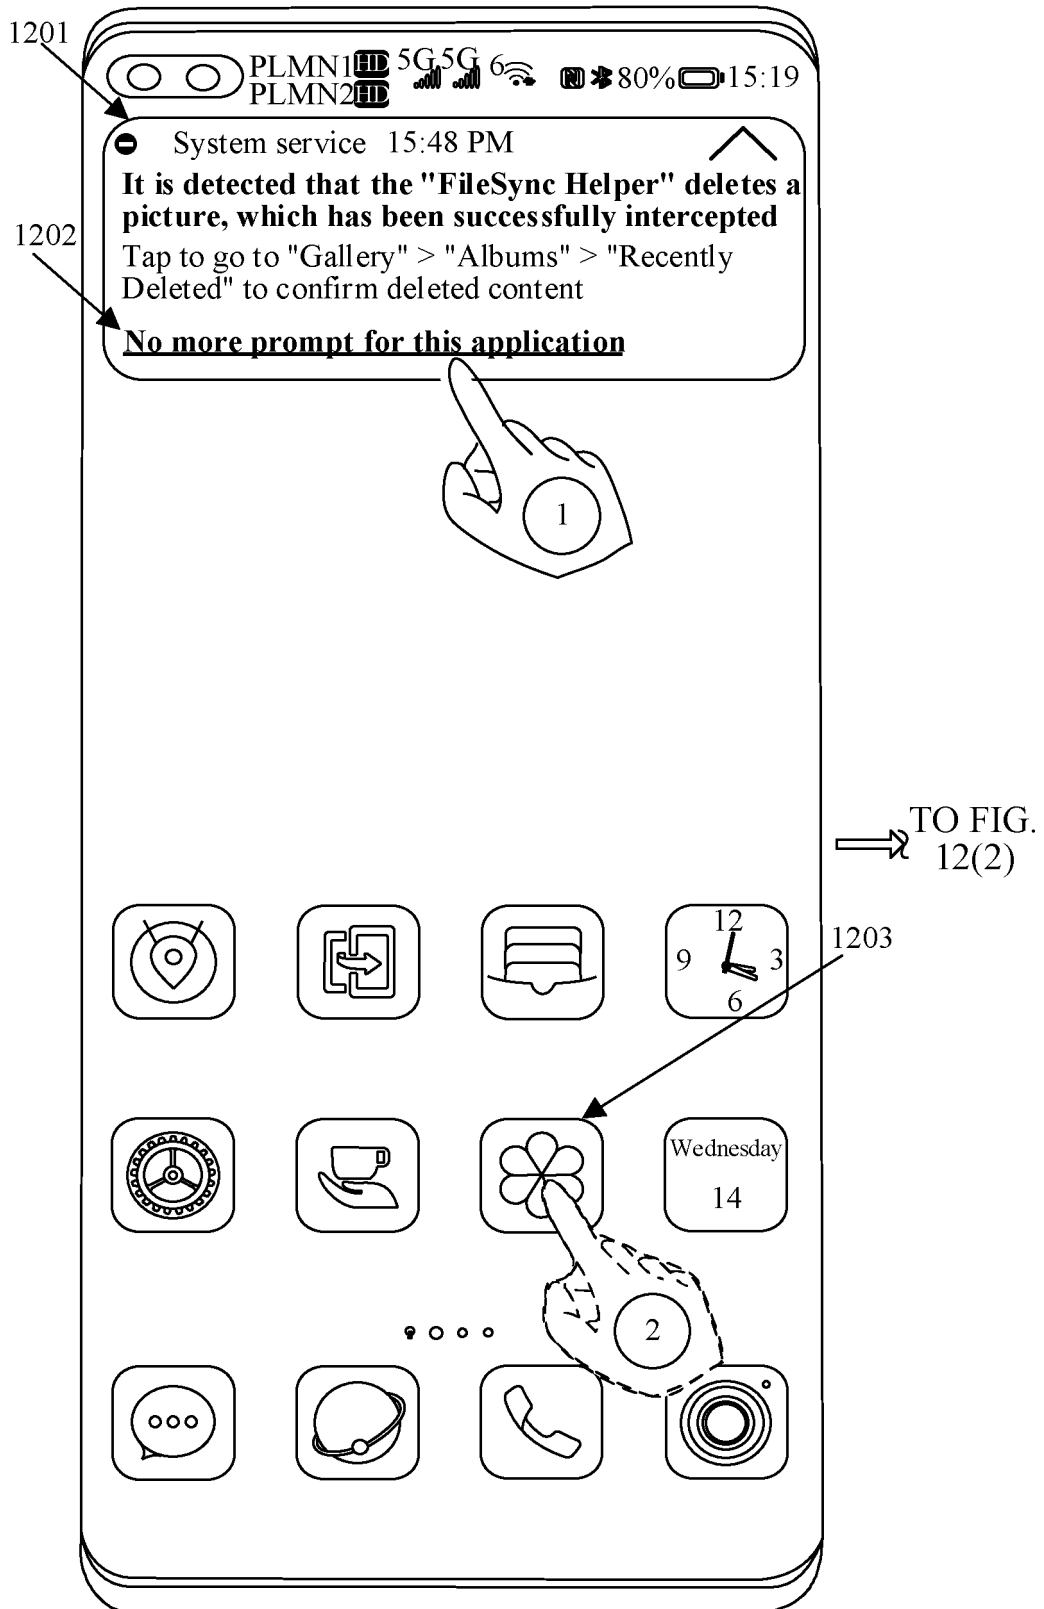 1201
PLMN1 HD 5G 5G 6 80% 15:19
PLMN2 HD
System service 15:48 PM
It is detected that the "FileSync Helper" deletes a
picture, which has been successfully intercepted
1202
Tap to go to "Gallery" > "Albums" > "Recently
Deleted" to confirm deleted content
No more prompt for this application
1
TO FIG.
12(2)
12
9 3
6
1203
Wednesday
14
2